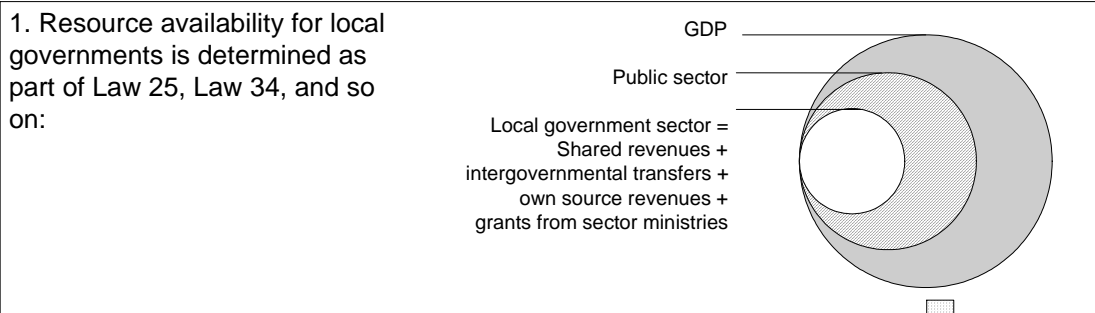 1. Resource availability for local
governments is determined as
part of Law 25, Law 34, and so
on:
GDP
Public sector
Local government sector =
Shared revenues +
intergovernmental transfers +
own source revenues +
grants from sector ministries